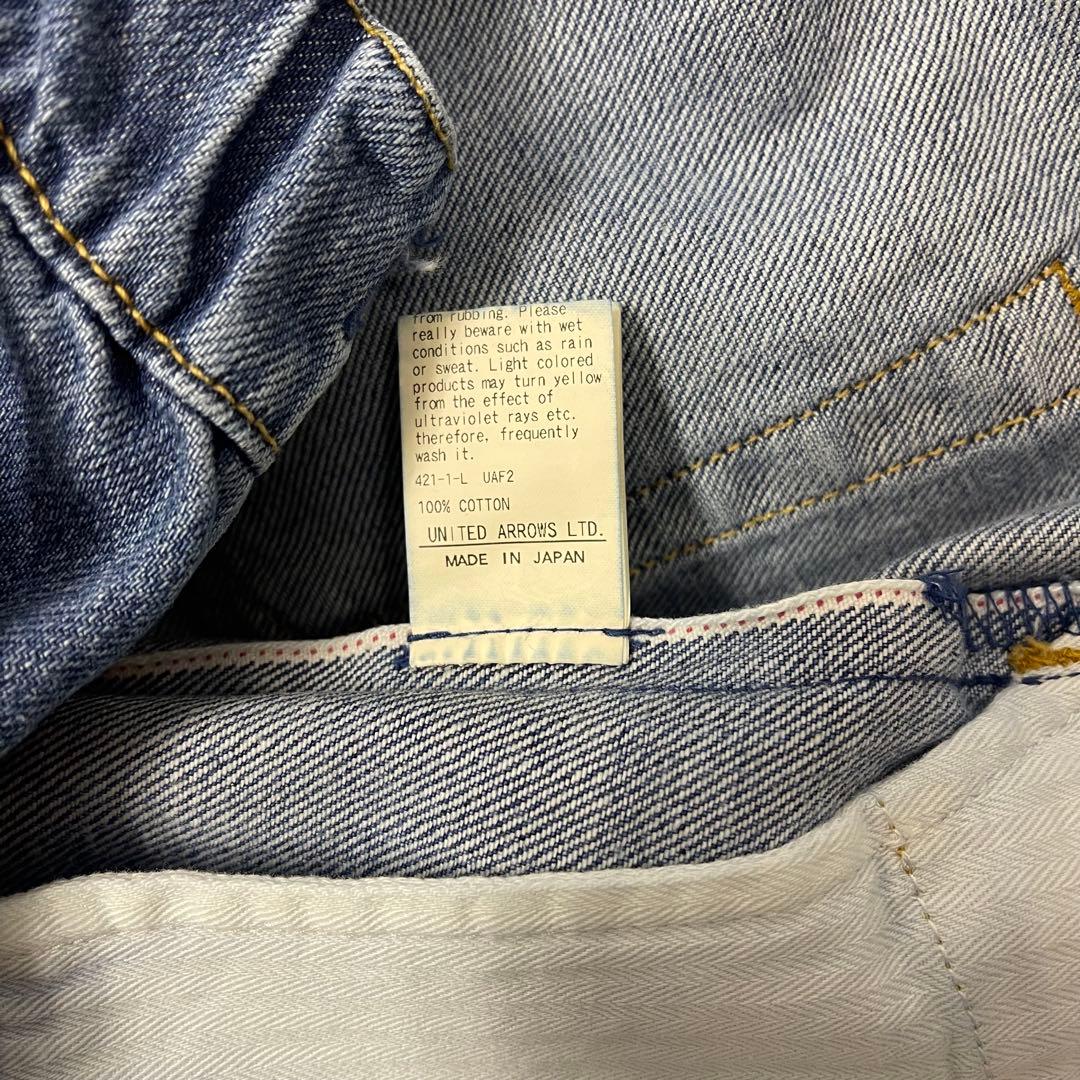 from rubbing. Please
really beware with wet
conditions such as rain
or sweat. Light colored
products may turn yellow
from the effect of
ultraviolet rays etc.
therefore, frequently
wash it.
421-1-L UAF2
100% COTTON
UNITED ARROWS LTD.
MADE IN JAPAN